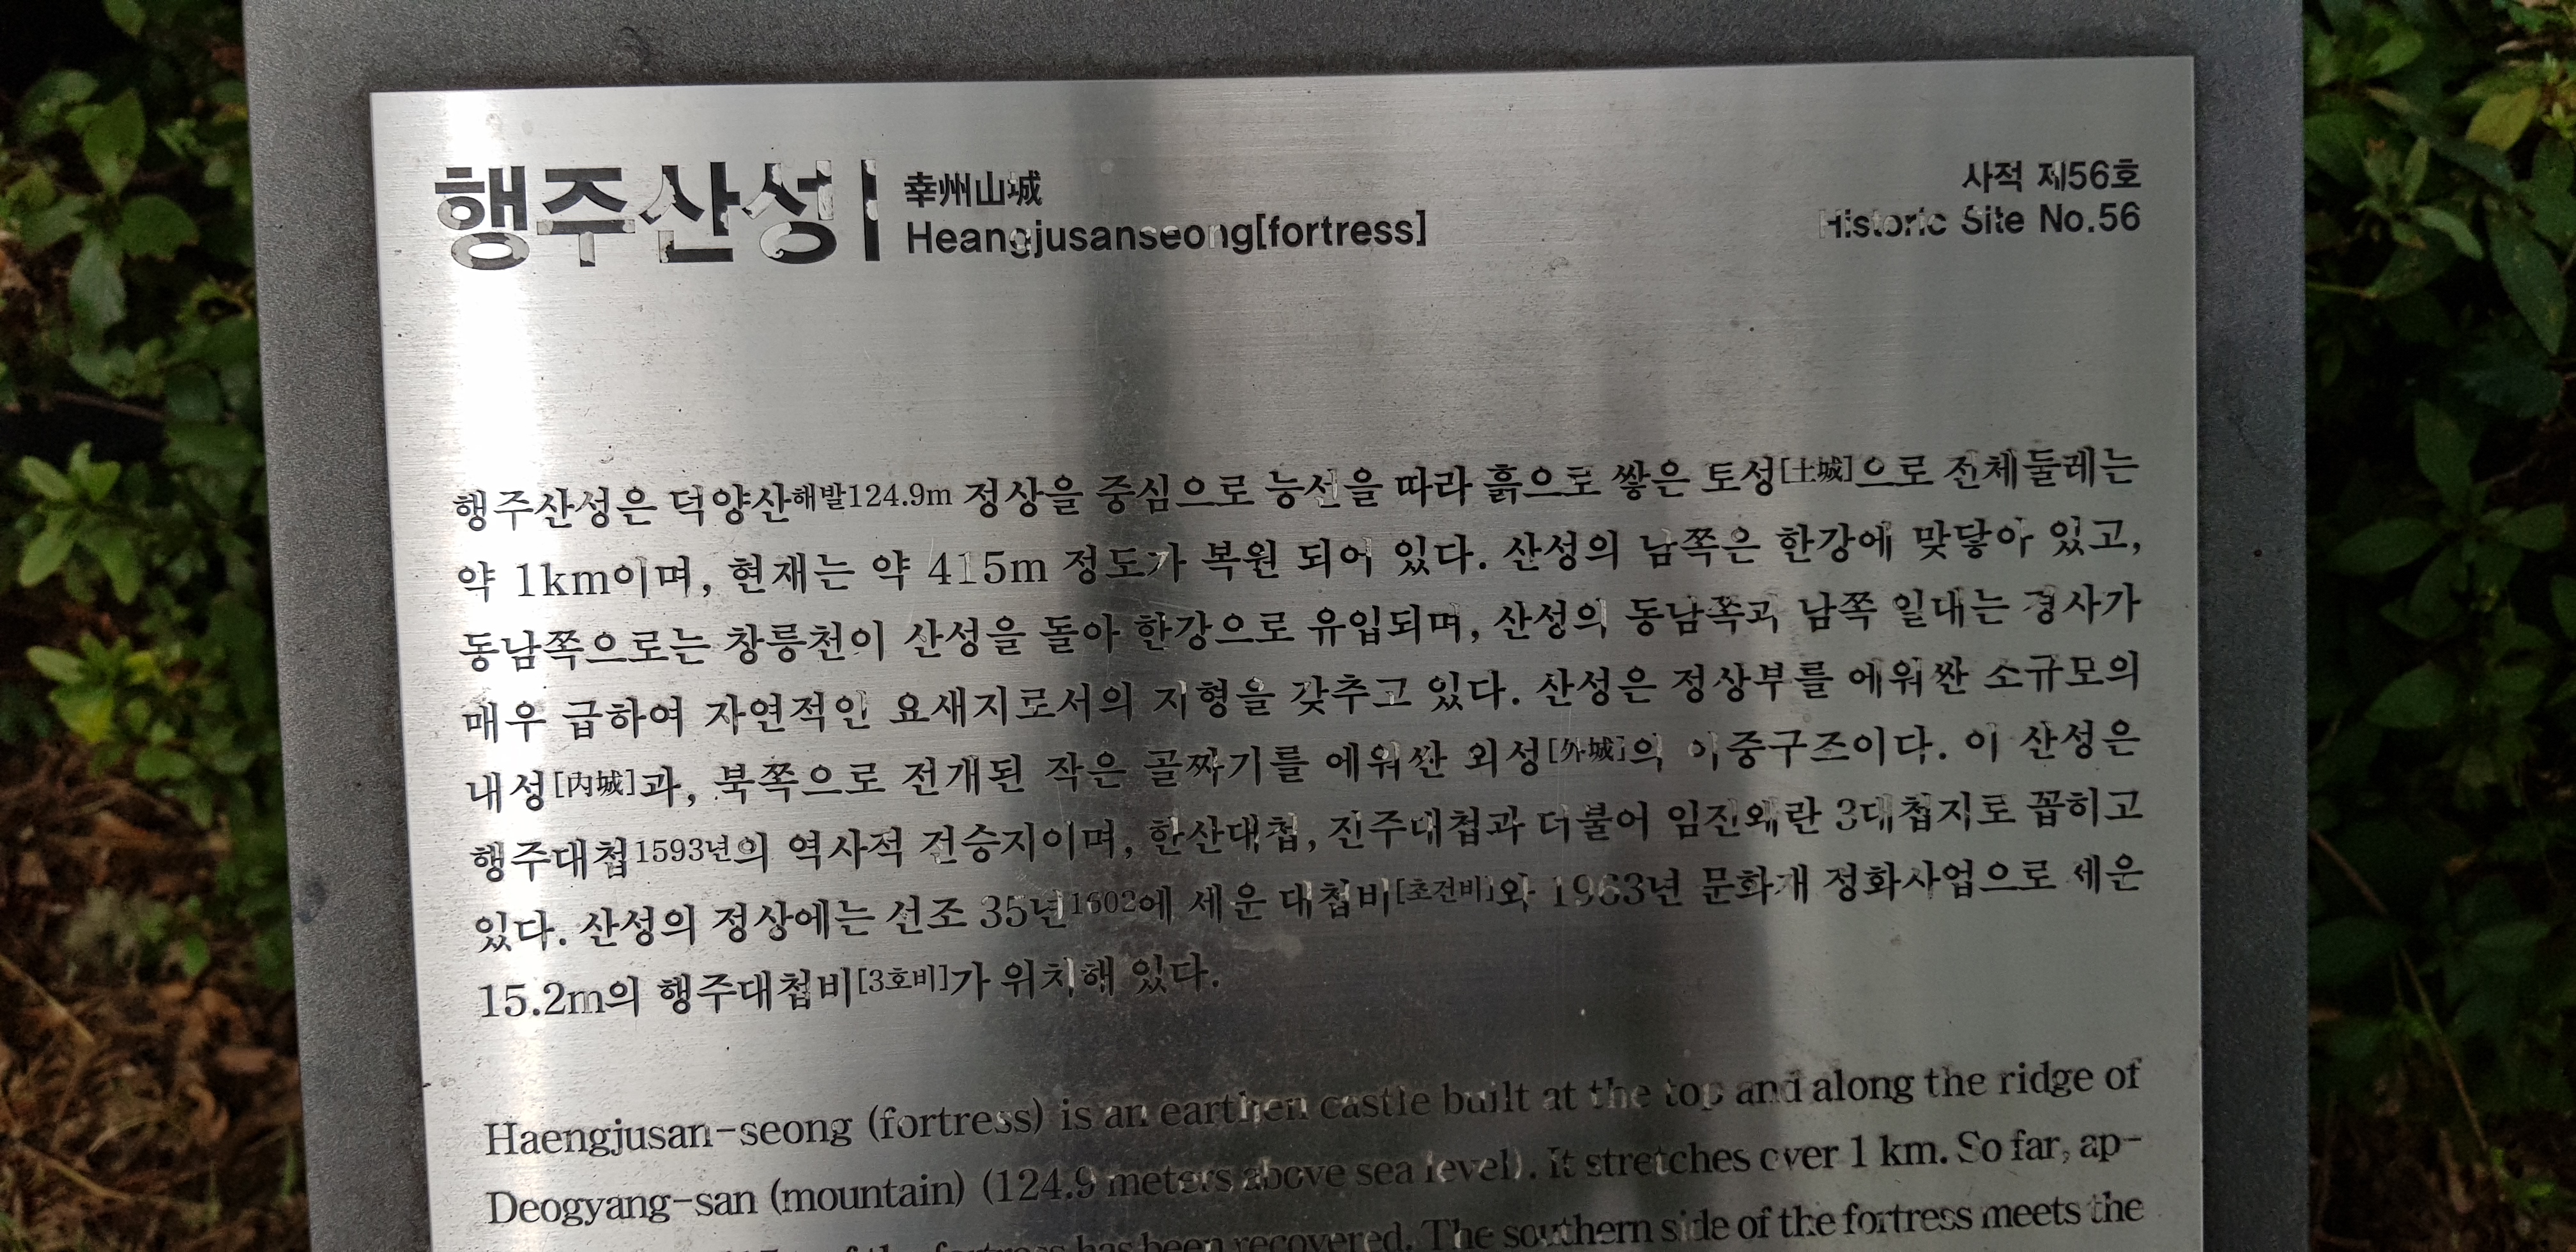 행주산성
幸州山城
Heangjusanseong[fortress]
사적 제56호
Historic Site No.56
행주산성은 덕양산해발124.9m 정상을 중심으로 능선을 따라 흙으로 쌓은 토성[土城]으로 전체둘레는
약 1km이며, 현재는 약 415m 정도가 복원 되어 있다. 산성의 남쪽은 한강에 맞닿아 있고,
동남쪽으로는 창릉천이 산성을 돌아 한강으로 유입되며, 산성의 동남쪽과 남쪽 일대는 경사가
매우 급하여 자연적인 요새지로서의 지형을 갖추고 있다. 산성은 정상부를 에워싼 소규모의
내성[內城]과, 북쪽으로 전개된 작은 골짜기를 에워싼 외성[外城]의 이중구조이다. 이 산성은
행주대첩1593년의 역사적 전승지이며, 한산대첩, 진주대첩과 더불어 임진왜란 3대첩지로 꼽히고
있다. 산성의 정상에는 선조 35년1602에 세운 대첩비[초건비]와 1963년 문화재 정화사업으로 세운
15.2m의 행주대첩비[3호비]가 위치해 있다.
Haengjusan-seong (fortress) is an earthen castle built at the top and along the ridge of
Deogyang-san (mountain) (124.9 meters above sea level). It stretches over 1 km. So far, ap-
of the fortress has been recovered. The southern side of the fortress meets the